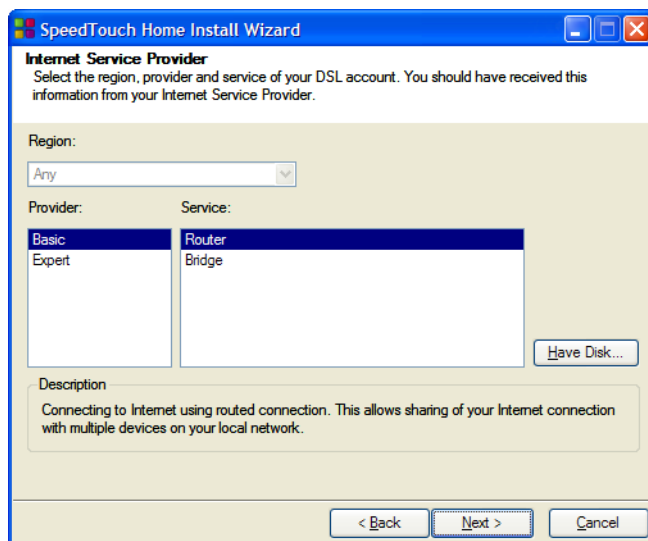 SpeedTouch Home Install Wizard
Internet Service Provider
Select the region, provider and service of your DSL account. You should have received this
information from your Internet Service Provider.
Region:
Any
Provider: Service:
Basic Router
Expert Bridge
Have Disk...
Description
Connecting to Internet using routed connection. This allows sharing of your Internet connection
with multiple devices on your local network.
< Back Next > Cancel